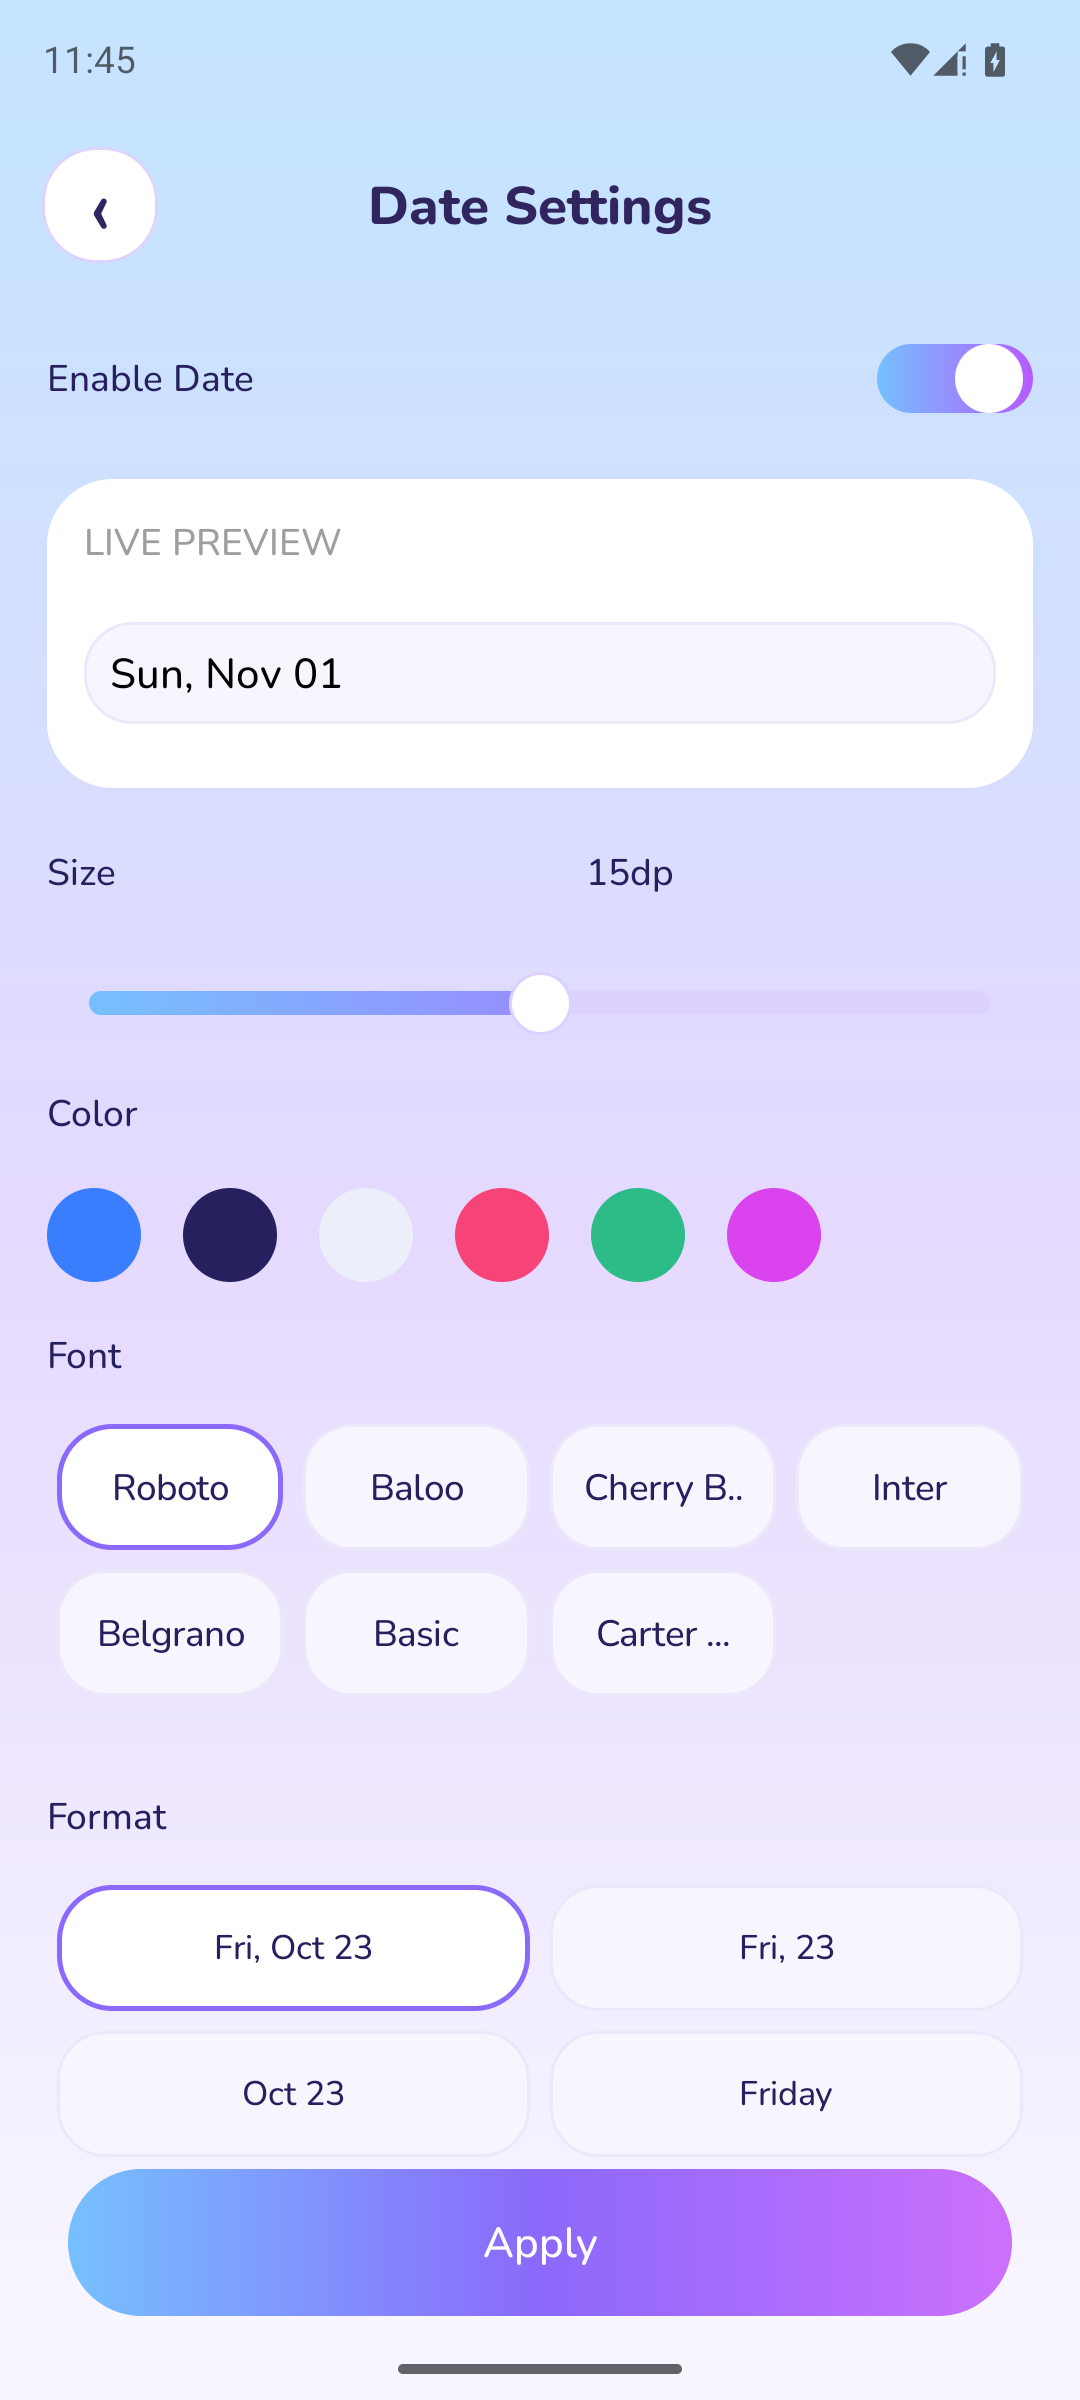 11:45
Date Settings
Enable Date
LIVE PREVIEW
Sun, Nov 01
Size 15dp
Color
Font
Roboto Baloo Cherry B.. Inter
Belgrano Basic Carter ...
Format
Fri, Oct 23 Fri, 23
Oct 23 Friday
Apply